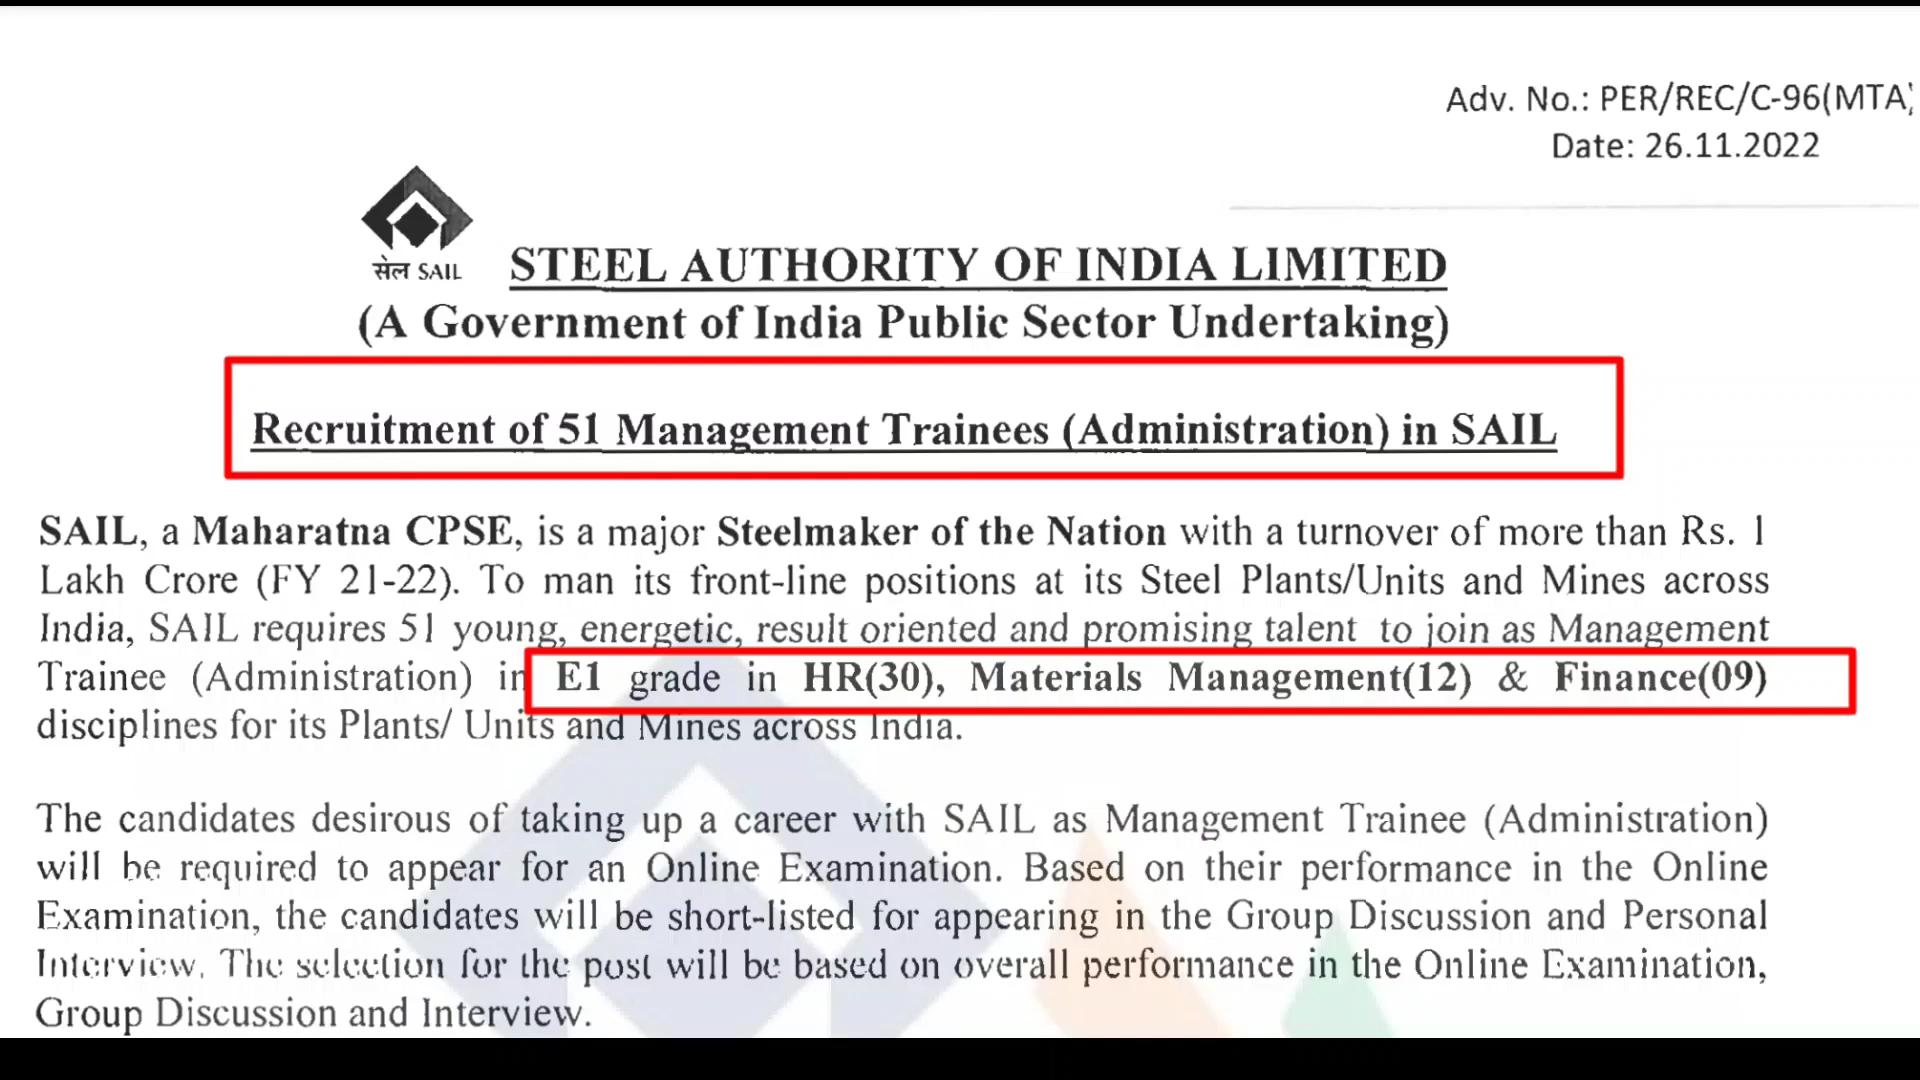 Adv. No.: PER/REC/C-96(MTA)
Date: 26.11.2022
सेल SAIL
STEEL AUTHORITY OF INDIA LIMITED
(A Government of India Public Sector Undertaking)
Recruitment of 51 Management Trainees (Administration) in SAIL
SAIL, a Maharatna CPSE, is a major Steelmaker of the Nation with a turnover of more than Rs. 1
Lakh Crore (FY 21-22). To man its front-line positions at its Steel Plants/Units and Mines across
India, SAIL requires 51 young, energetic, result oriented and promising talent to join as Management
Trainee (Administration) in E1 grade in HR(30), Materials Management(12) & Finance(09)
disciplines for its Plants/ Units and Mines across India.
The candidates desirous of taking up a career with SAIL as Management Trainee (Administration)
will be required to appear for an Online Examination. Based on their performance in the Online
Examination, the candidates will be short-listed for appearing in the Group Discussion and Personal
Interview. The selection for the post will be based on overall performance in the Online Examination,
Group Discussion and Interview.